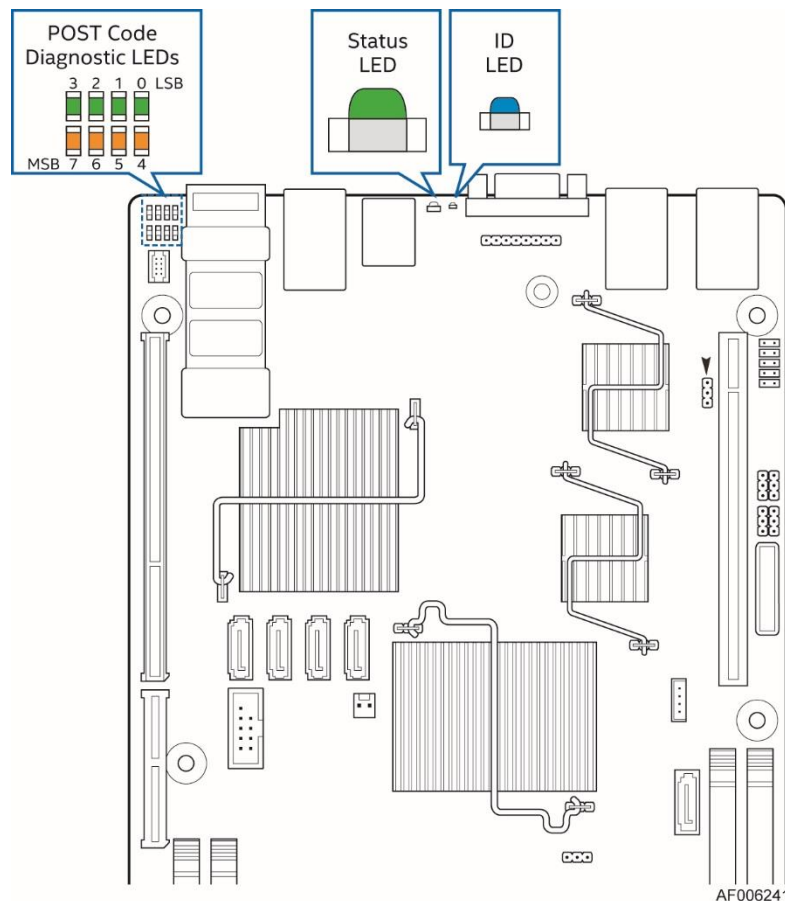 POST Code
Diagnostic LEDs
3 2 1 0 LSB
MSB 7 6 5 4
Status
LED
ID
LED
AF006241